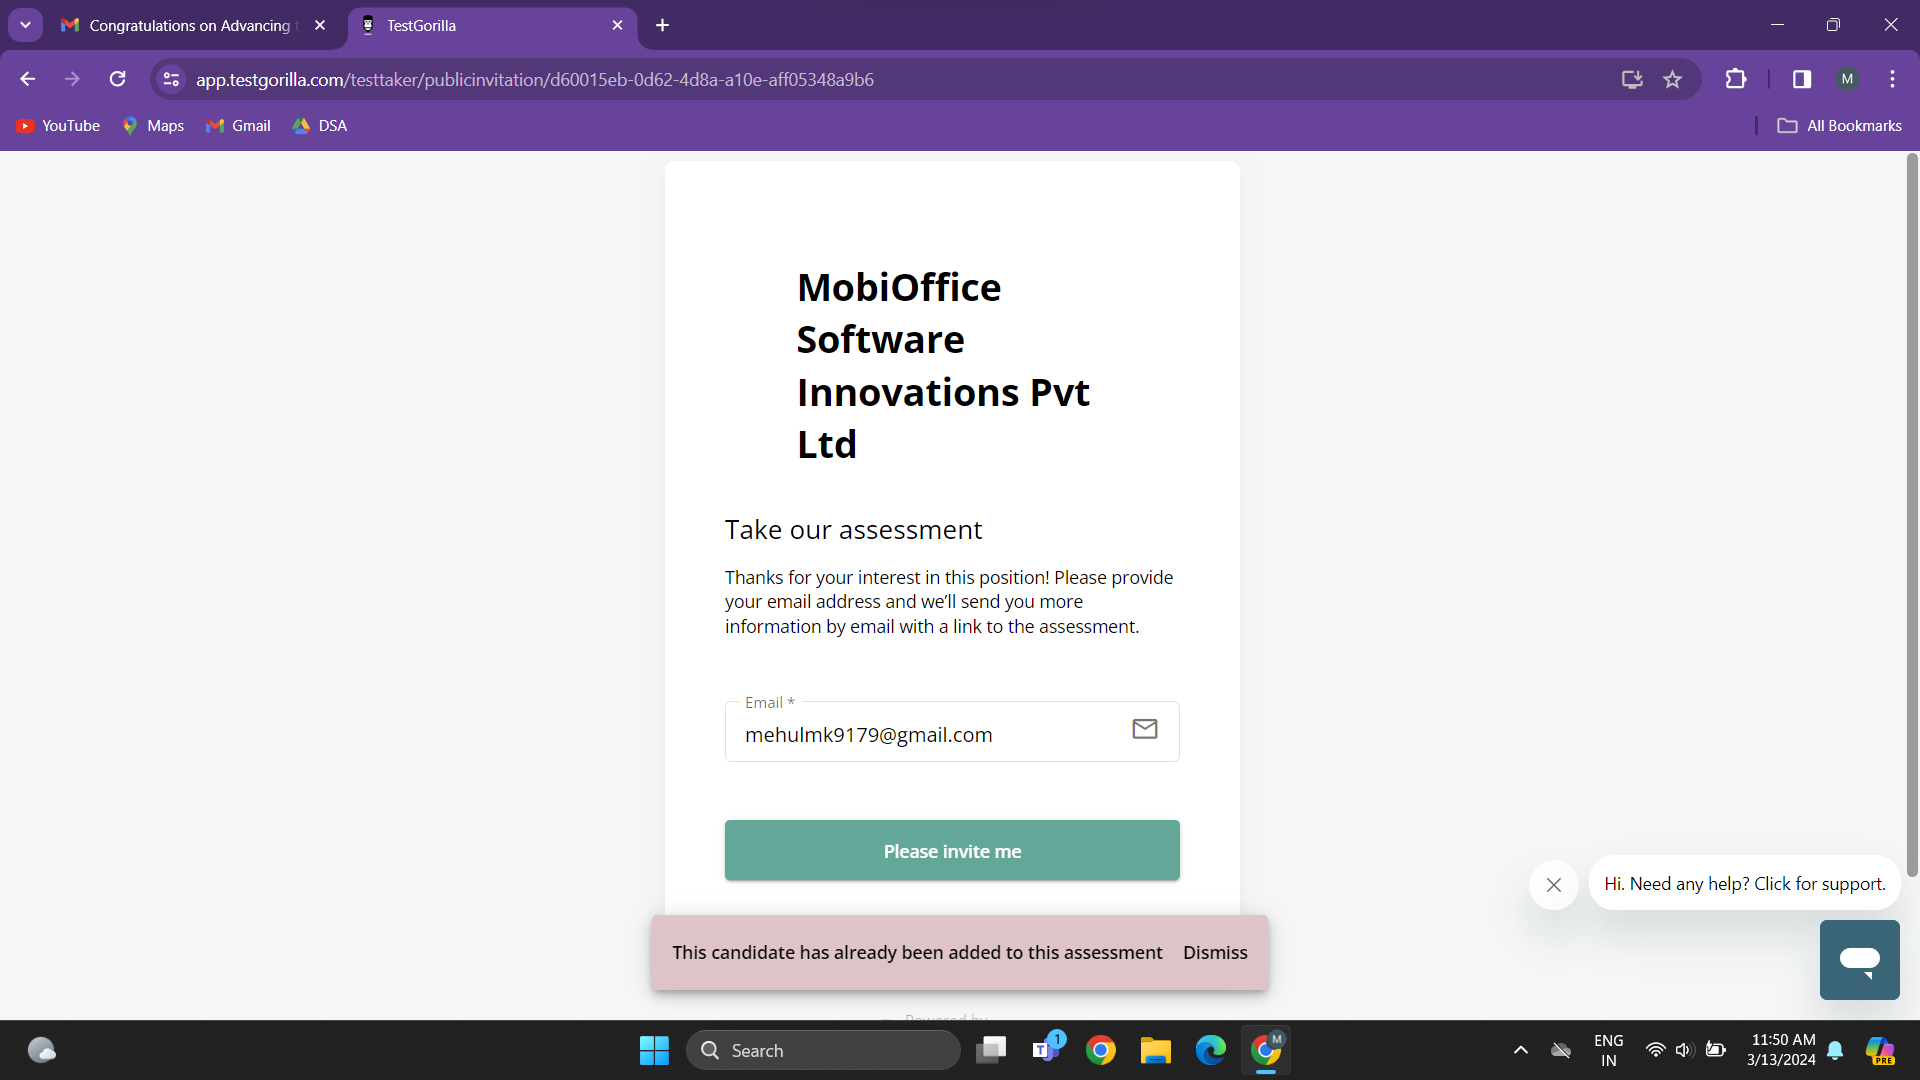 Congratulations on Advancing
TestGorilla
app.testgorilla.com/testtaker/publicinvitation/d60015eb-0d62-4d8a-a10e-aff05348a9b6
M
YouTube
Maps
Gmail
DSA
All Bookmarks
MobiOffice
Software
Innovations Pvt
Ltd
Take our assessment
Thanks for your interest in this position! Please provide
your email address and we'll send you more
information by email with a link to the assessment.
Email *
mehulmk9179@gmail.com
Please invite me
Hi. Need any help? Click for support.
This candidate has already been added to this assessment Dismiss
Powered by
Search
T
1
M
ENG
IN
11:50 AM
3/13/2024
PRE